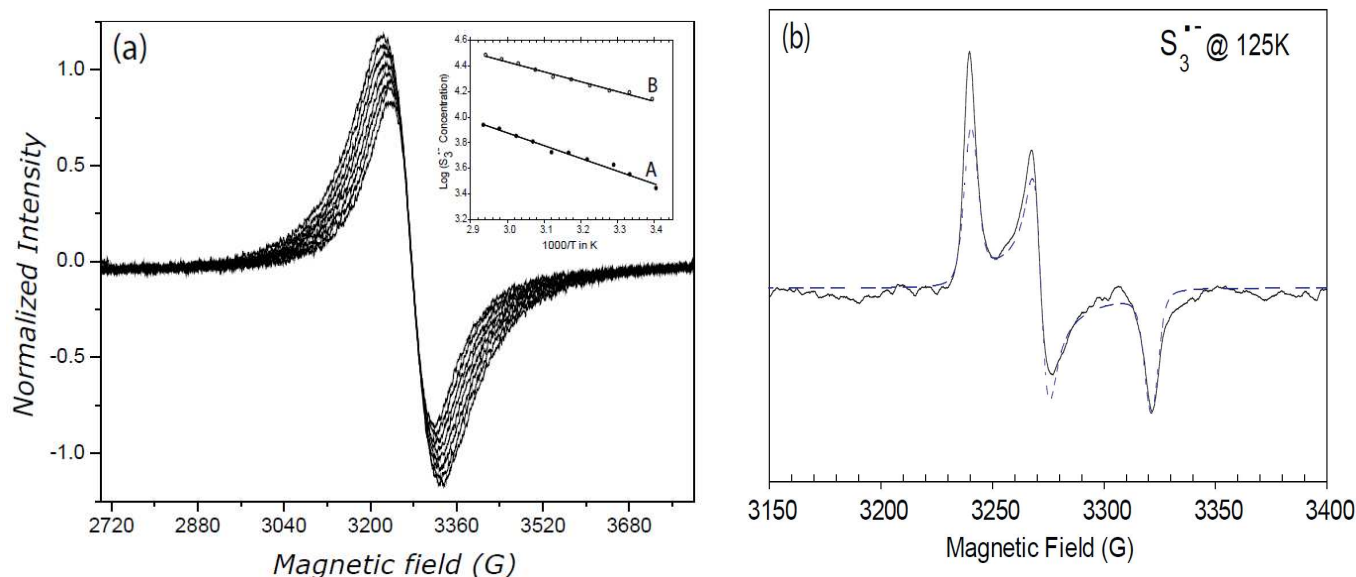 (a)
Normalized Intensity
1.0
0.5
0.0
-0.5
-1.0
2720 2880 3040 3200 3360 3520 3680
Magnetic field (G)
Log (S3•- Concentration)
4.6
4.4
4.2
4.0
3.8
3.6
3.4
3.2
B
A
2.9 3.0 3.1 3.2 3.3 3.4
1000/T in K
(b)
S3•- @ 125K
3150 3200 3250 3300 3350 3400
Magnetic Field (G)